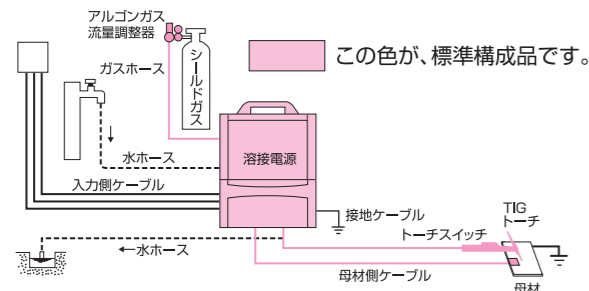 アルゴンガス
流量調整器
ガスホース
シールドガス
この色が、標準構成品です。
水ホース
溶接電源
入力側ケーブル
接地ケーブル
TIG
トーチ
トーチスイッチ
←水ホース
母材側ケーブル
母材